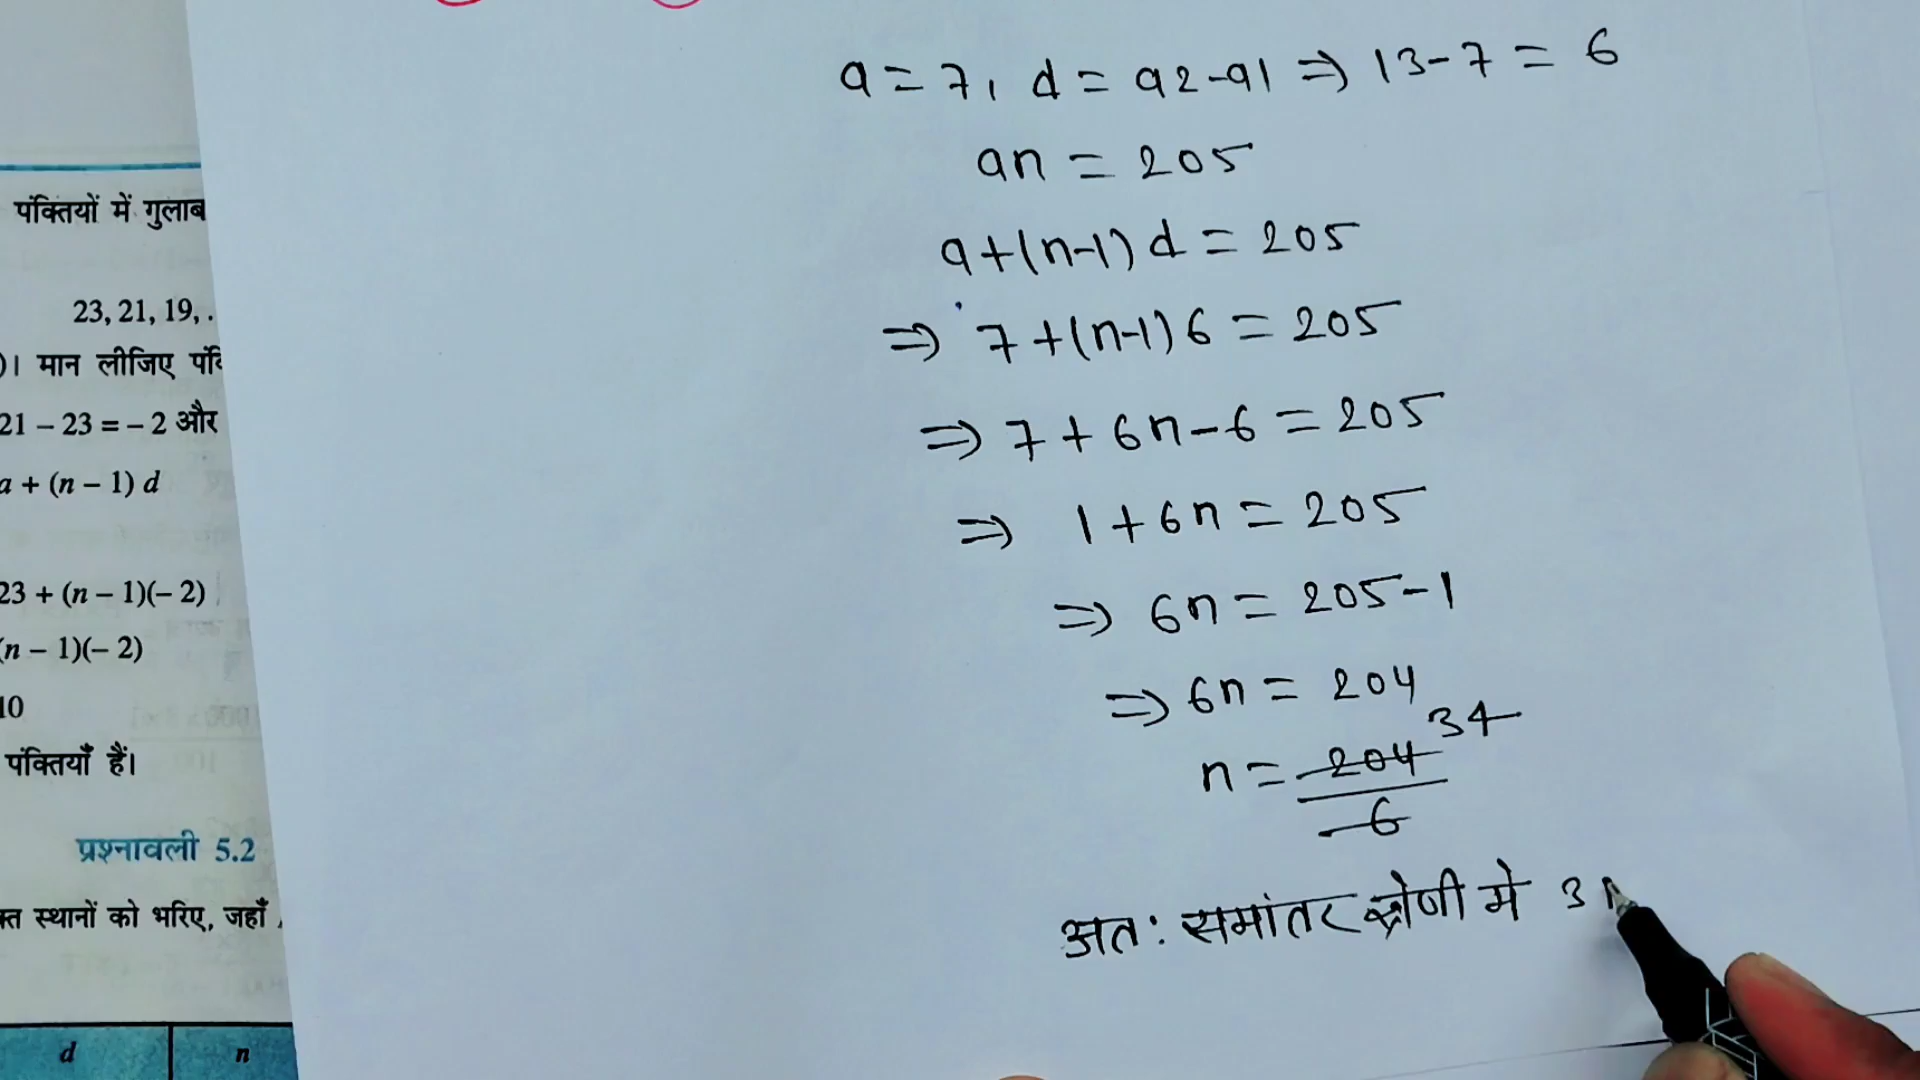 पंक्तियों में गुलाब
23, 21, 19, .
)। मान लीजिए
21 – 23 = – 2 और
a + (n – 1) d
23 + (n – 1)(– 2)
(n – 1)(– 2)
10
पंक्तियाँ हैं।
प्रश्नावली 5.2
स्थानों को भरिए, जहाँ
d n
a = 7, d = a2-a1 ⇒ 13-7 = 6
an = 205
a+(n-1) d = 205
⇒ 7+(n-1) 6 = 205
⇒ 7 + 6n - 6 = 205
⇒ 1 + 6n = 205
⇒ 6n = 205-1
⇒ 6n = 204
34
n = 204
6
अत: समांतर श्रेणी मे 3